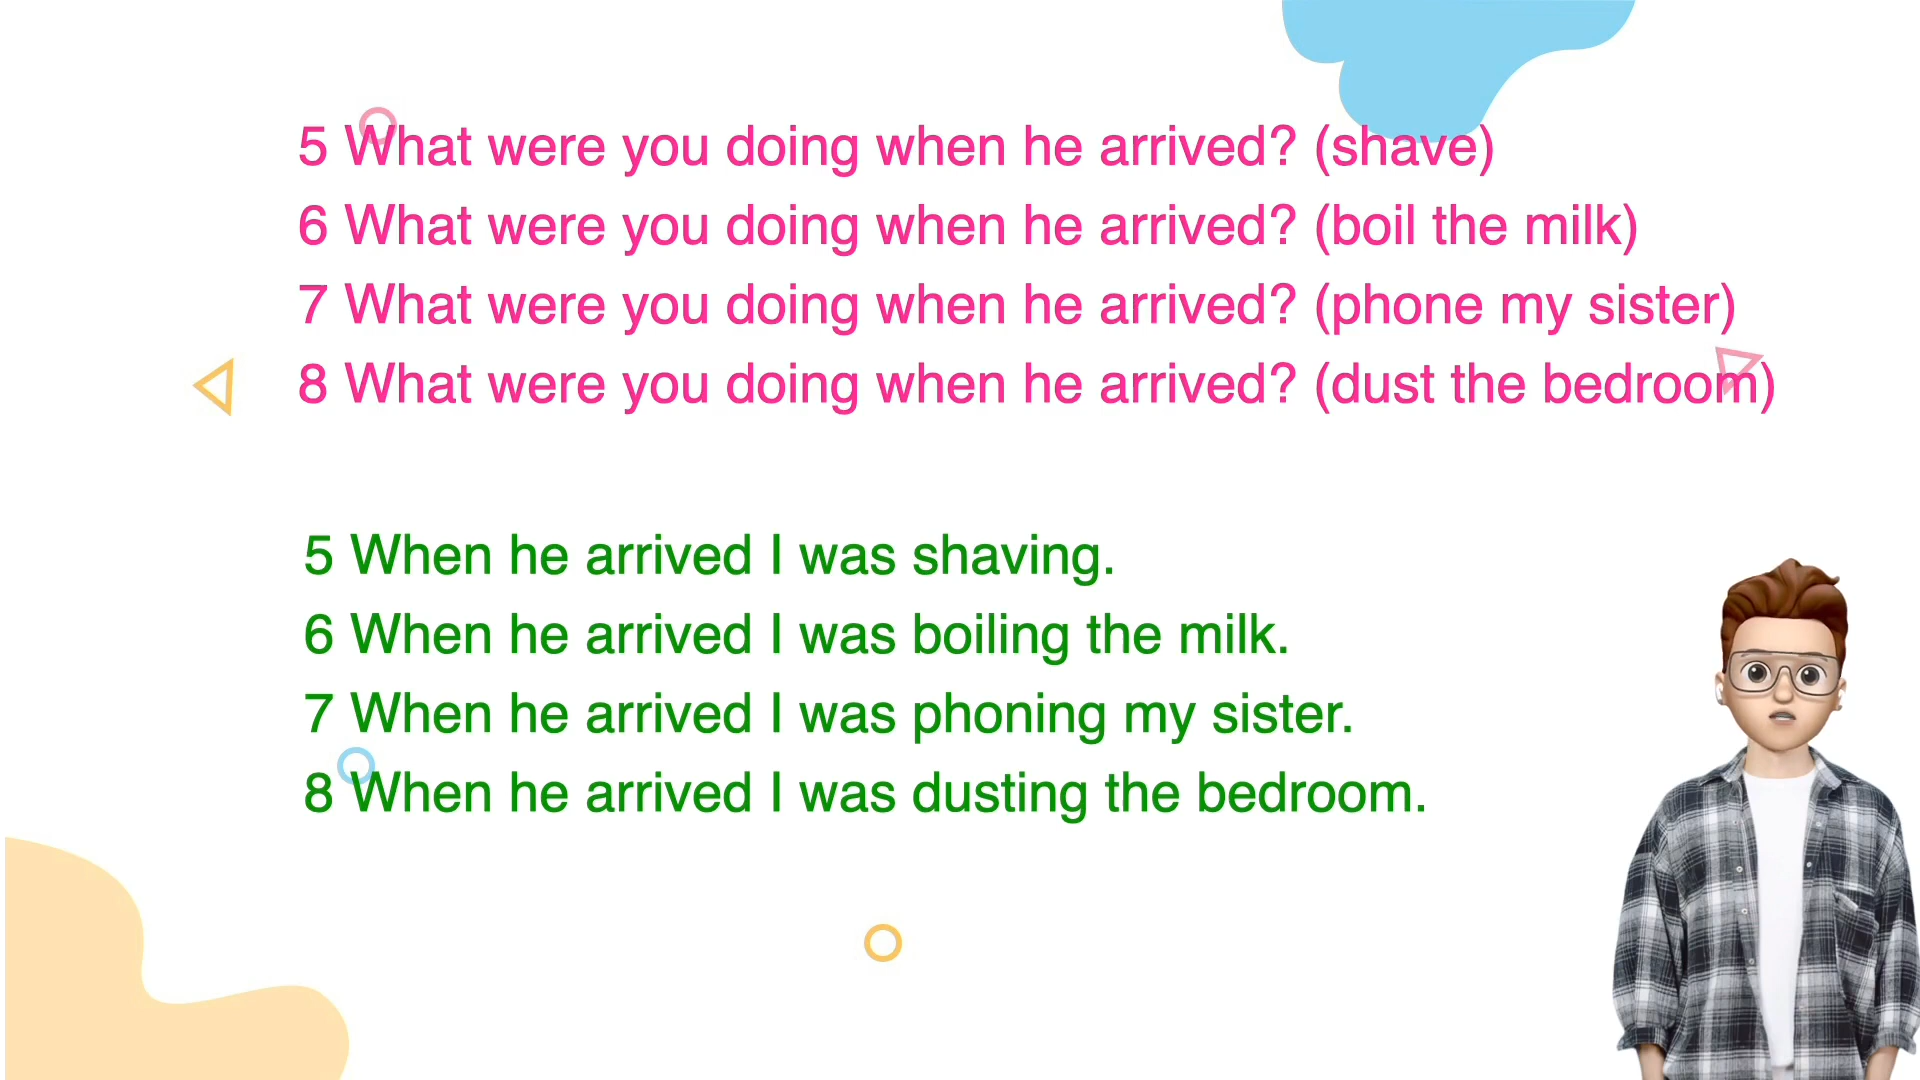 5 What were you doing when he arrived? (shave)
6 What were you doing when he arrived? (boil the milk)
7 What were you doing when he arrived? (phone my sister)
8 What were you doing when he arrived? (dust the bedroom)
5 When he arrived I was shaving.
6 When he arrived I was boiling the milk.
7 When he arrived I was phoning my sister.
8 When he arrived I was dusting the bedroom.